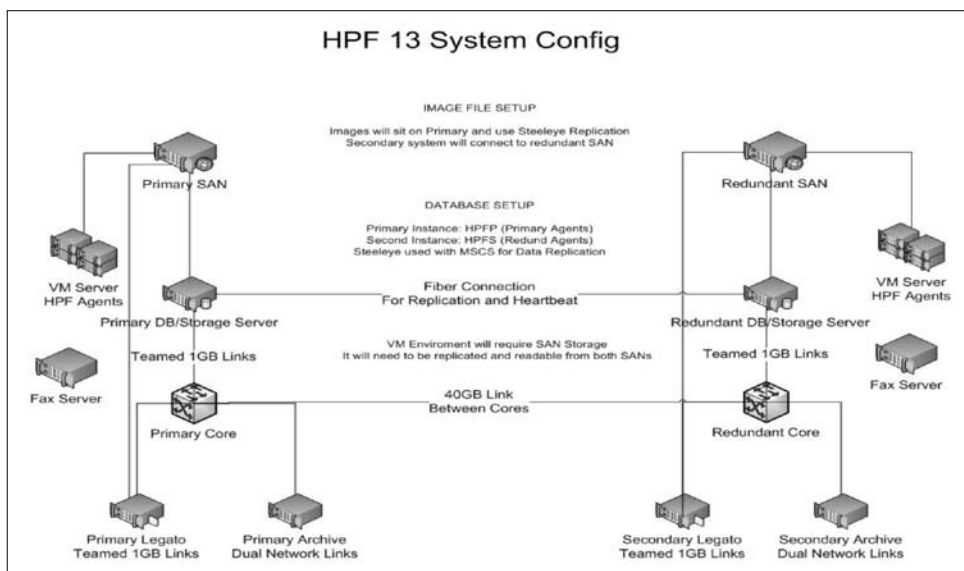 HPF 13 System Config
IMAGE FILE SETUP
Images will sit on Primary and use Steeleye Replication
Secondary system will connect to redundant SAN
Primary SAN
Redundant SAN
DATABASE SETUP
Primary Instance: HPFP (Primary Agents)
Second Instance: HPFS (Redund Agents)
Steeleye used with MSCS for Data Replication
VM Server
HPF Agents
VM Server
HPF Agents
Fiber Connection
For Replication and Heartbeat
Primary DB/Storage Server
Redundant DB/Storage Server
Teamed 1GB Links
VM Enviroment will require SAN Storage
It will need to be replicated and readable from both SANs
Teamed 1GB Links
Fax Server
Fax Server
40GB Link
Between Cores
Primary Core
Redundant Core
Primary Legato
Teamed 1GB Links
Primary Archive
Dual Network Links
Secondary Legato
Teamed 1GB Links
Secondary Archive
Dual Network Links